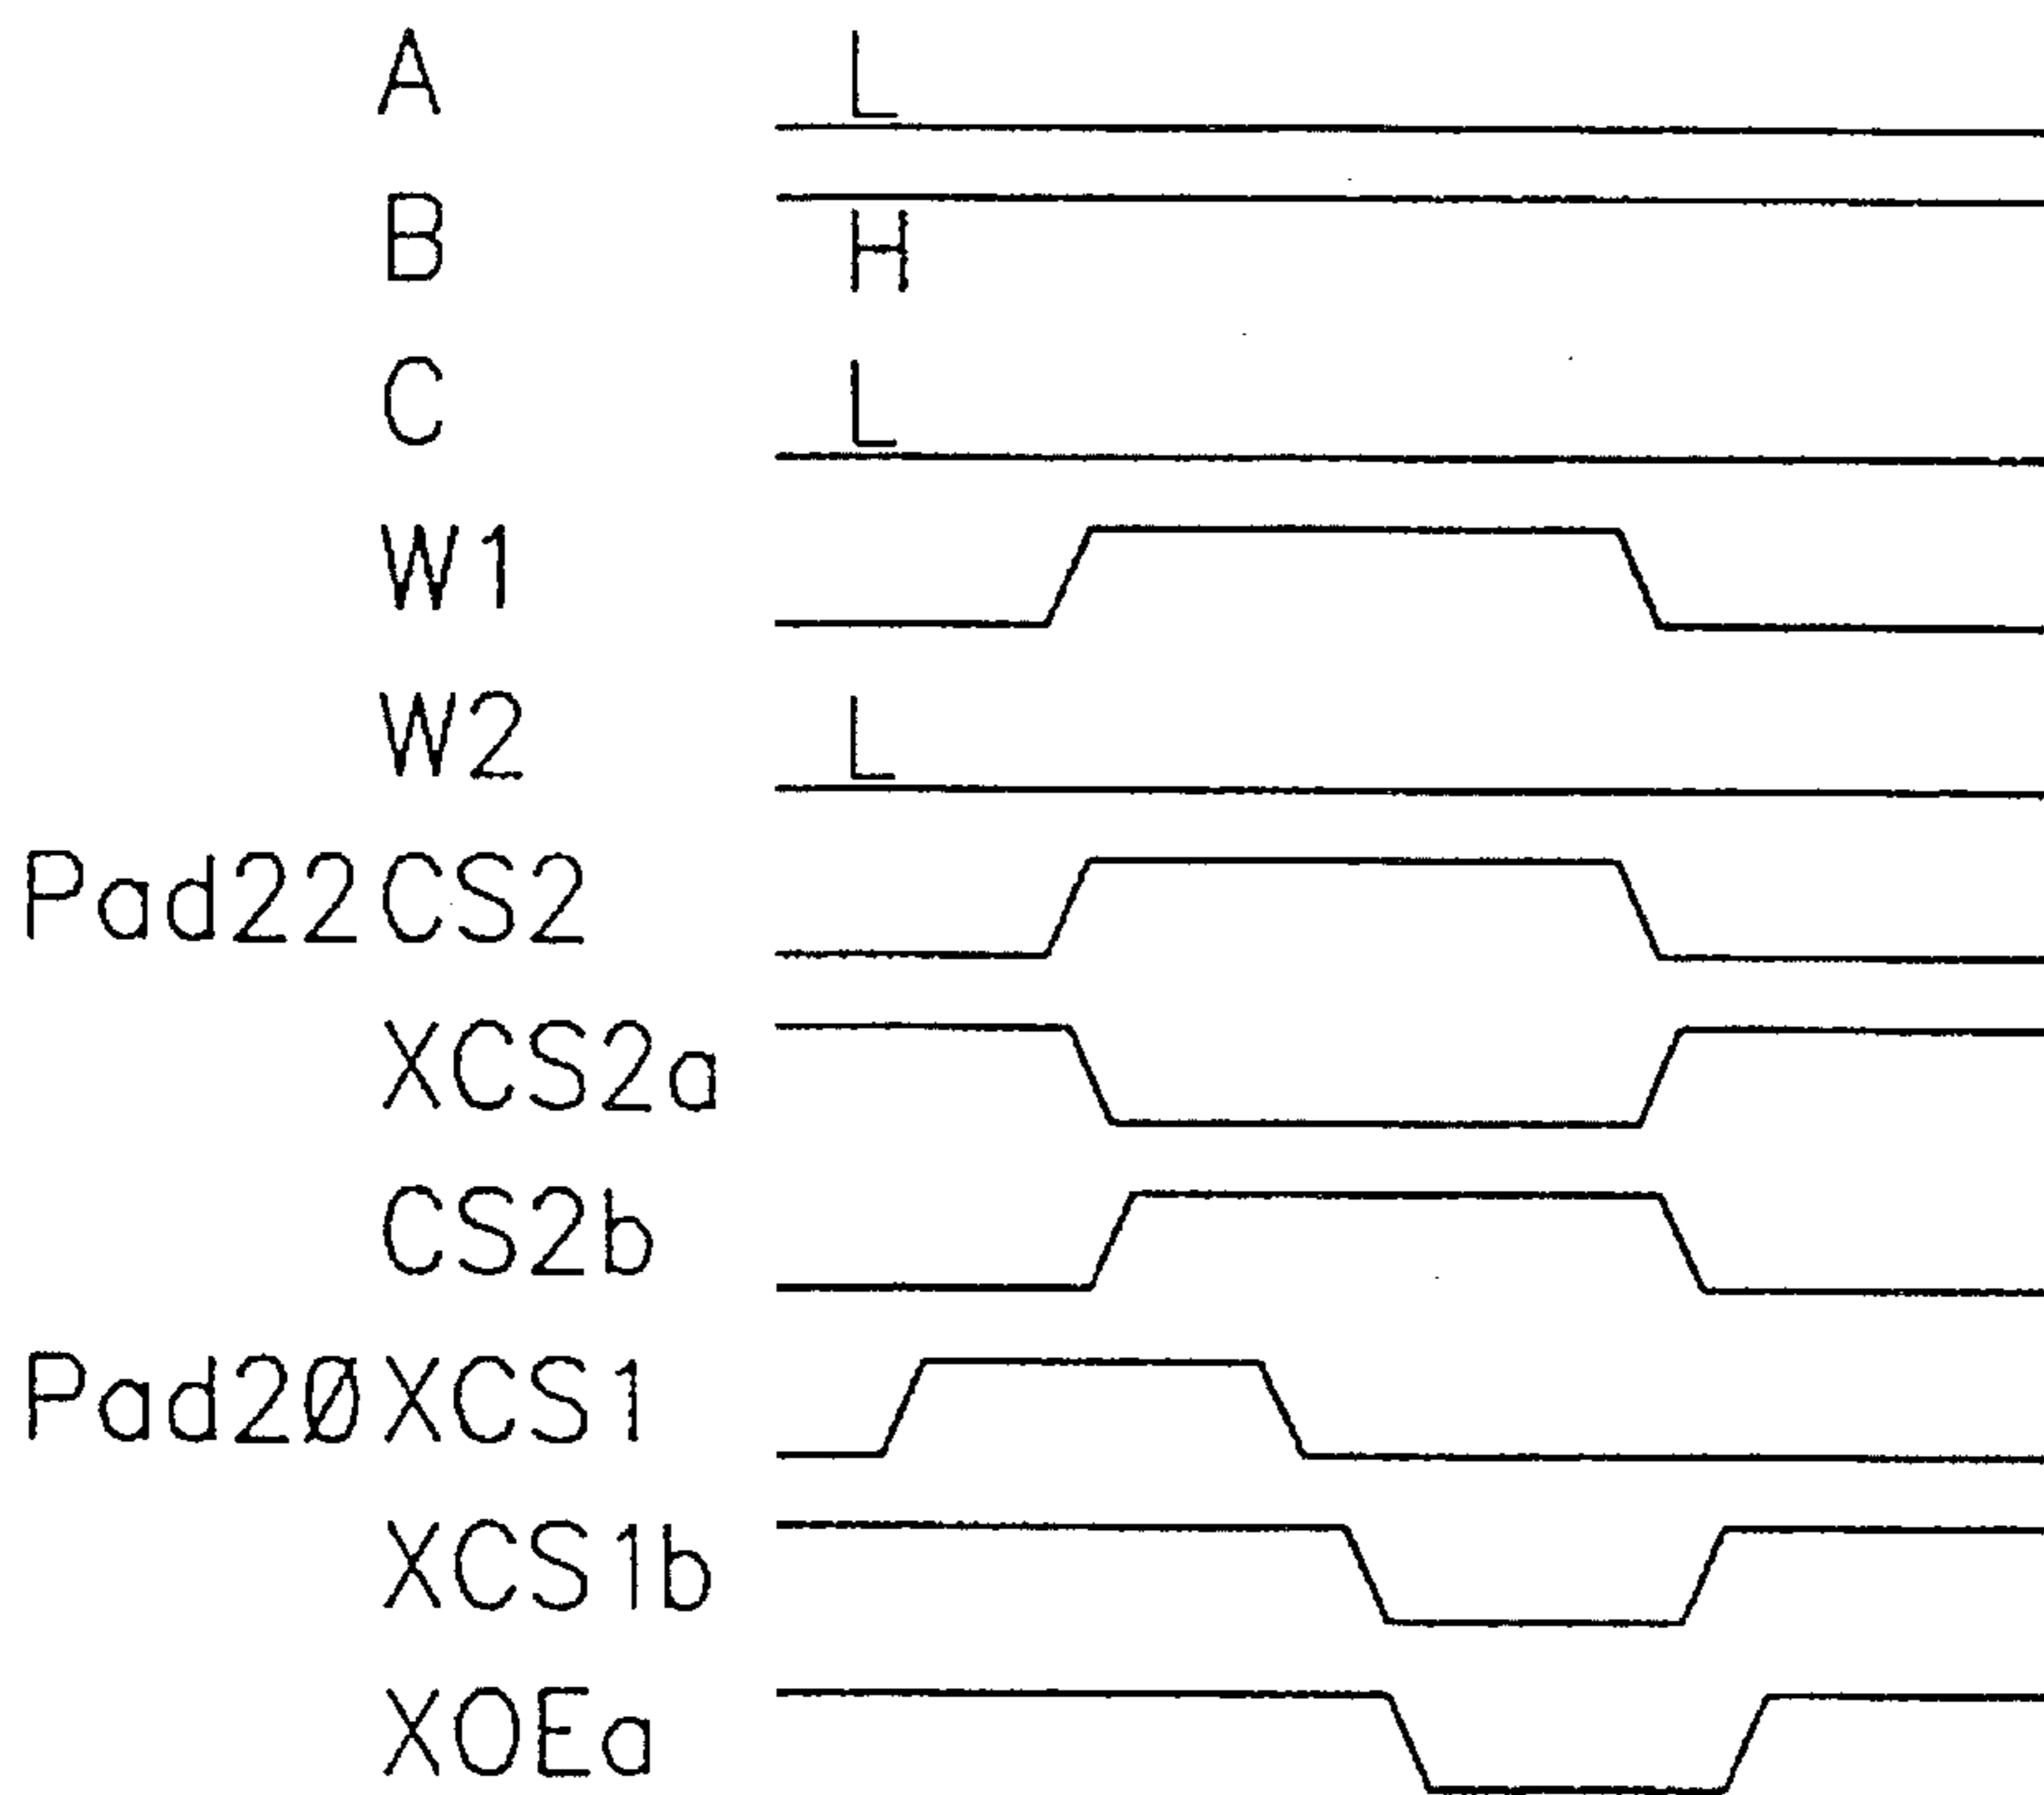 A L
B H
C L
W1
W2 L
Pad22 CS2
XCS2a
CS2b
Pad20 XCS1
XCS1b
XOEa